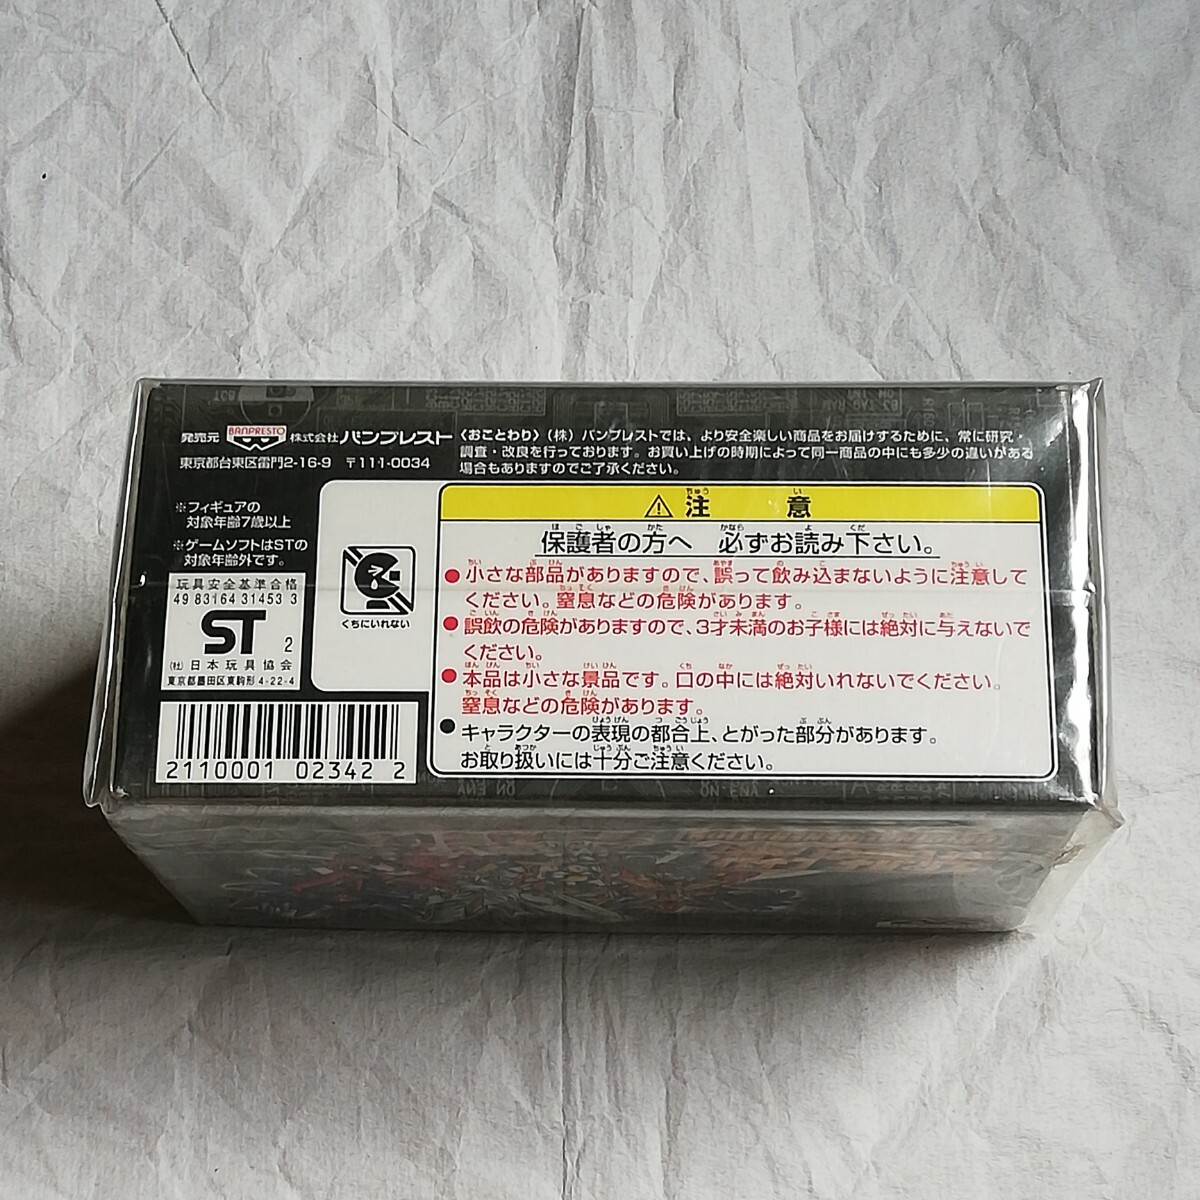 発売元 BANPRESTO 株式会社 バンプレスト
東京都台東区雷門2-16-9 〒111-0034
〈おことわり〉(株)バンプレストでは、より安全楽しい商品をお届けするために、常に研究・
調査・改良を行っております。お買い上げの時期によって同一商品の中にも多少の違いがある
場合もありますのでご了承ください。
※フィギュアの
対象年齢7歳以上
※ゲームソフトはSTの
対象年齢外です。
玩具安全基準合格
49 83164 31453 3
ST 2
(社)日本玩具協会
東京都墨田区東駒形4-22-4
2110001 02342 2
くちにいれない
⚠注意
保護者の方へ 必ずお読み下さい。
●小さな部品がありますので、誤って飲み込まないように注意して
ください。窒息などの危険があります。
●誤飲の危険がありますので、3才未満のお子様には絶対に与えないで
ください。
●本品は小さな景品です。口の中には絶対いれないでください。
窒息などの危険があります。
●キャラクターの表現の都合上、とがった部分があります。
お取り扱いには十分ご注意ください。